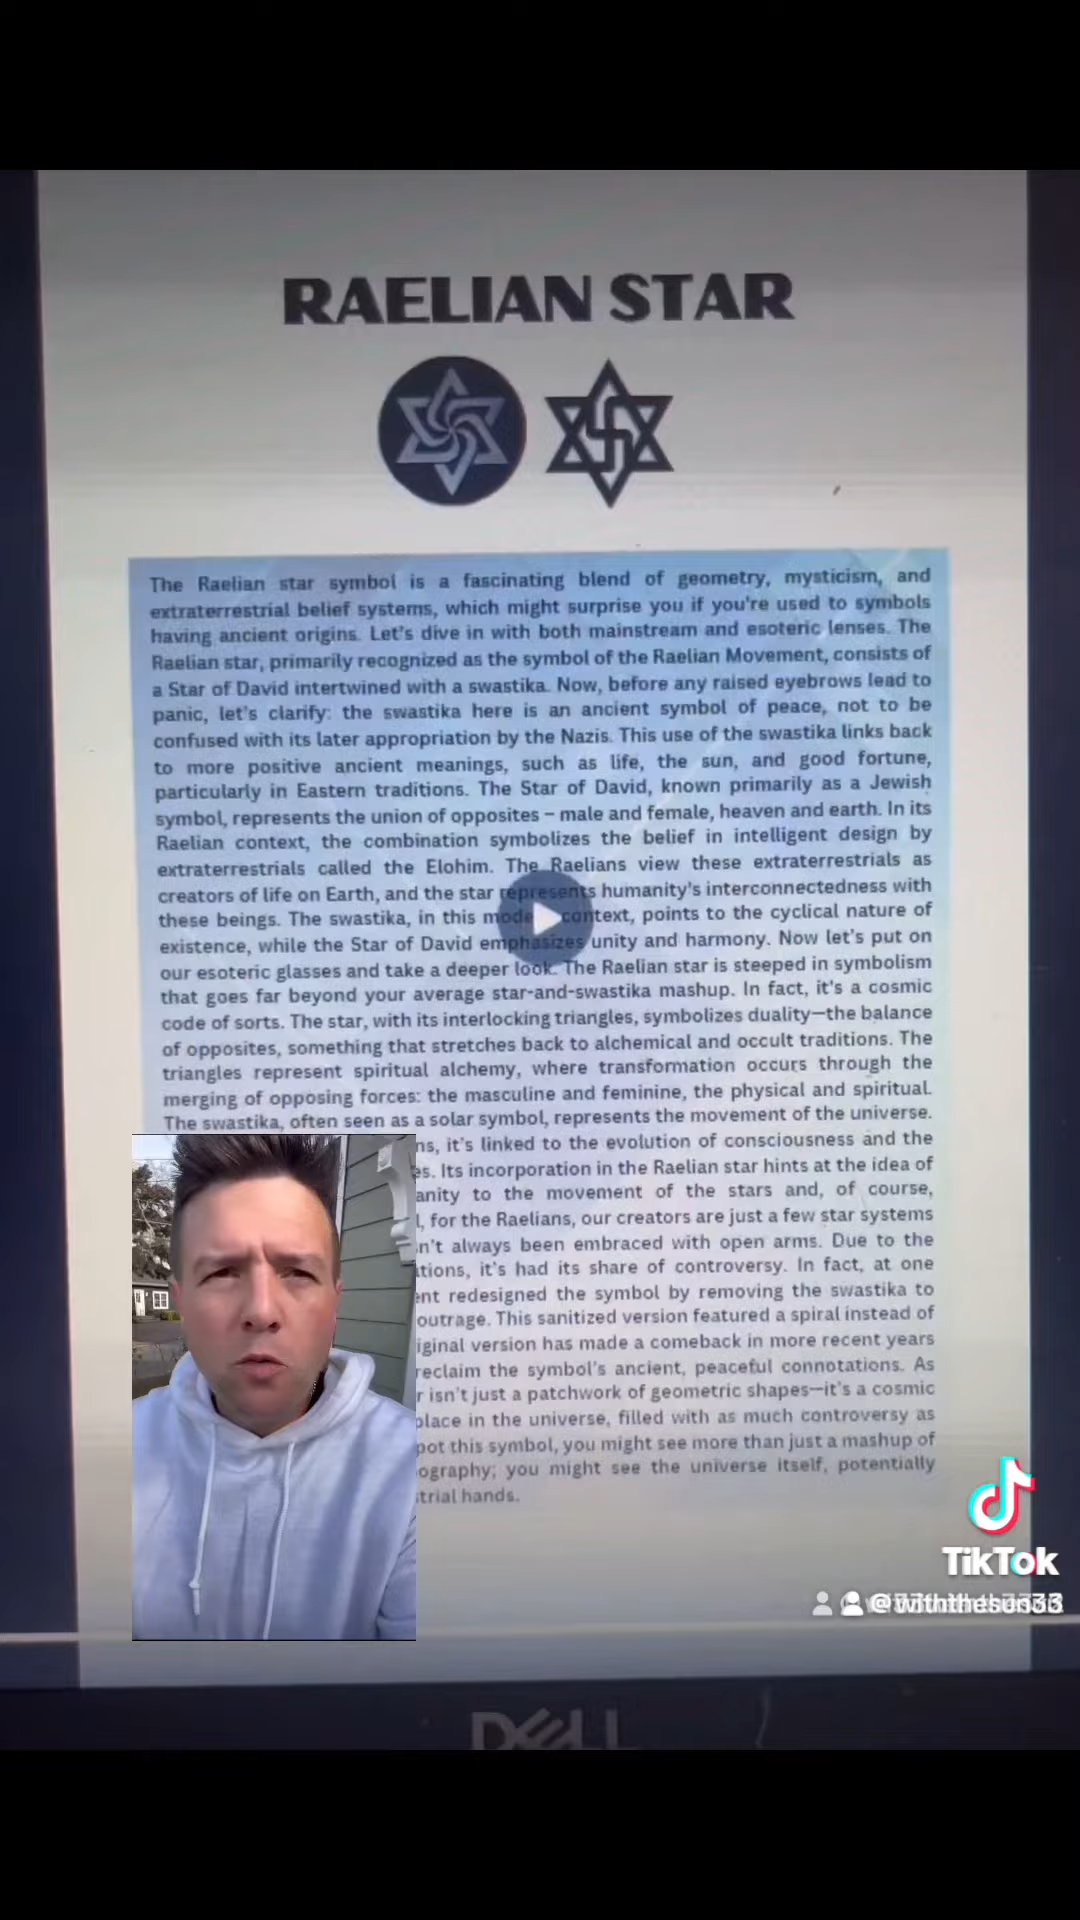 RAELIAN STAR
The Raelian star symbol is a fascinating blend of geometry, mysticism, and
extraterrestrial belief systems, which might surprise you if you're used to symbols
having ancient origins. Let's dive in with both mainstream and esoteric lenses. The
Raelian star, primarily recognized as the symbol of the Raelian Movement, consists of
a Star of David intertwined with a swastika. Now, before any raised eyebrows lead to
panic, let's clarify: the swastika here is an ancient symbol of peace, not to be
confused with its later appropriation by the Nazis. This use of the swastika links back
to more positive ancient meanings, such as life, the sun, and good fortune,
particularly in Eastern traditions. The Star of David, known primarily as a Jewish
symbol, represents the union of opposites – male and female, heaven and earth. In its
Raelian context, the combination symbolizes the belief in intelligent design by
extraterrestrials called the Elohim. The Raelians view these extraterrestrials as
creators of life on Earth, and the star represents humanity's interconnectedness with
these beings. The swastika, in this context, points to the cyclical nature of
existence, while the Star of David emphasizes unity and harmony. Now let's put on
our esoteric glasses and take a deeper look. The Raelian star is steeped in symbolism
that goes far beyond your average star-and-swastika mashup. In fact, it's a cosmic
code of sorts. The star, with its interlocking triangles, symbolizes duality—the balance
of opposites, something that stretches back to alchemical and occult traditions. The
triangles represent spiritual alchemy, where transformation occurs through the
merging of opposing forces: the masculine and feminine, the physical and spiritual.
The swastika, often seen as a solar symbol, represents the movement of the universe.
it's linked to the evolution of consciousness and the
Its incorporation in the Raelian star hints at the idea of
to the movement of the stars and, of course,
for the Raelians, our creators are just a few star systems
always been embraced with open arms. Due to the
it's had its share of controversy. In fact, at one
redesigned the symbol by removing the swastika to
outrage. This sanitized version featured a spiral instead of
version has made a comeback in more recent years
reclaim the symbol's ancient, peaceful connotations. As
isn't just a patchwork of geometric shapes—it's a cosmic
place in the universe, filled with as much controversy as
this symbol, you might see more than just a mashup of
you might see the universe itself, potentially
hands.
TikTok
@withthesun33
DELL